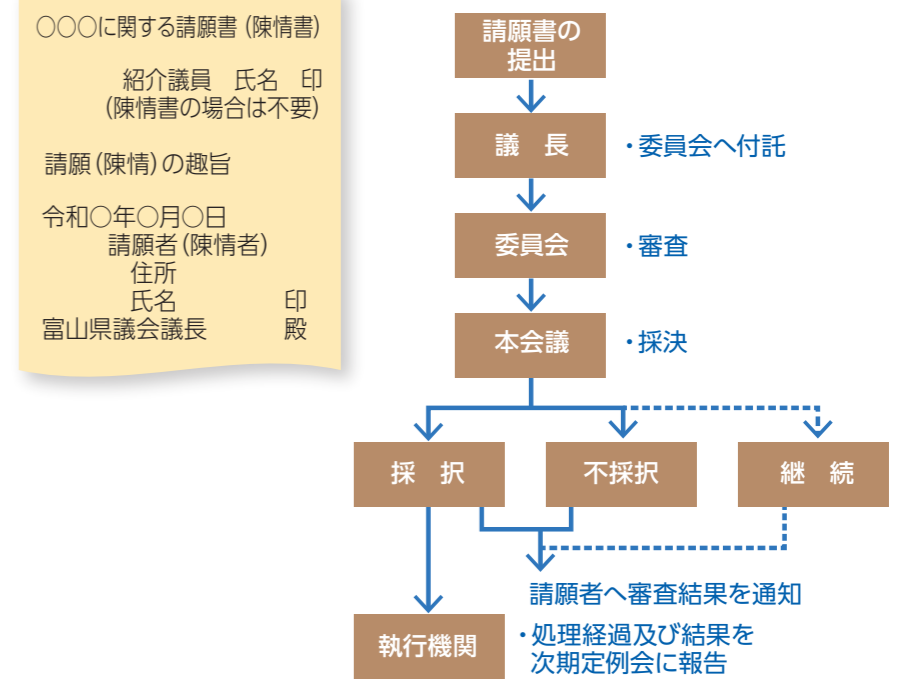 ○○○に関する請願書(陳情書)
紹介議員　氏名　印
(陳情書の場合は不要)
請願(陳情)の趣旨
令和○年○月○日
請願者(陳情者)
住所
氏名　　　　　印
富山県議会議長　　　殿
請願書の
提出
議　長
・委員会へ付託
委員会
・審査
本会議
・採決
採　択
不採択
継　続
請願者へ審査結果を通知
執行機関
・処理経過及び結果を
次期定例会に報告